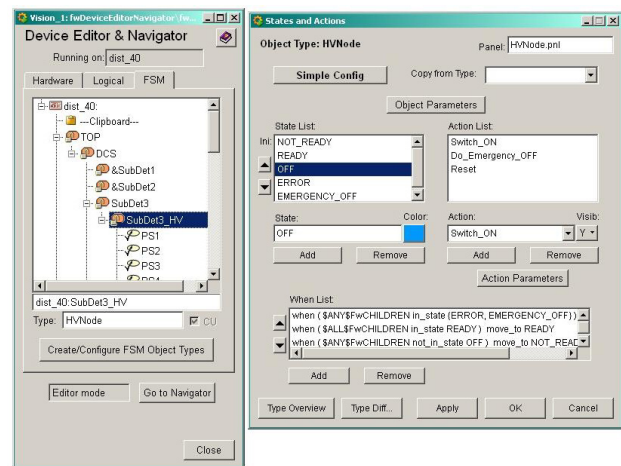 Vision_1: fwDeviceEditorNavigator\fw...
Device Editor & Navigator
Running on: dist_40
Hardware Logical FSM
dist_40:
---Clipboard---
TOP
DCS
&SubDet1
&SubDet2
SubDet3
SubDet3_HV
PS1
PS2
PS3
dist_40:SubDet3_HV
Type: HVNode CU
Create/Configure FSM Object Types
Editor mode Go to Navigator
Close
States and Actions
Object Type: HVNode Panel: HVNode.pnl
Simple Config Copy from Type:
Object Parameters
State List: Action List:
Ini: NOT_READY
READY
OFF
ERROR
EMERGENCY_OFF
Switch_ON
Do_Emergency_OFF
Reset
State: Color: Action: Visib:
OFF Switch_ON Y
Add Remove Add Remove
Action Parameters
When List:
when ( $ANY$FwCHILDREN in_state {ERROR, EMERGENCY_OFF} )
when ( $ALL$FwCHILDREN in_state READY ) move_to READY
when ( $ANY$FwCHILDREN not_in_state OFF ) move_to NOT_READ
Add Remove
Type Overview Type Diff... Apply OK Cancel